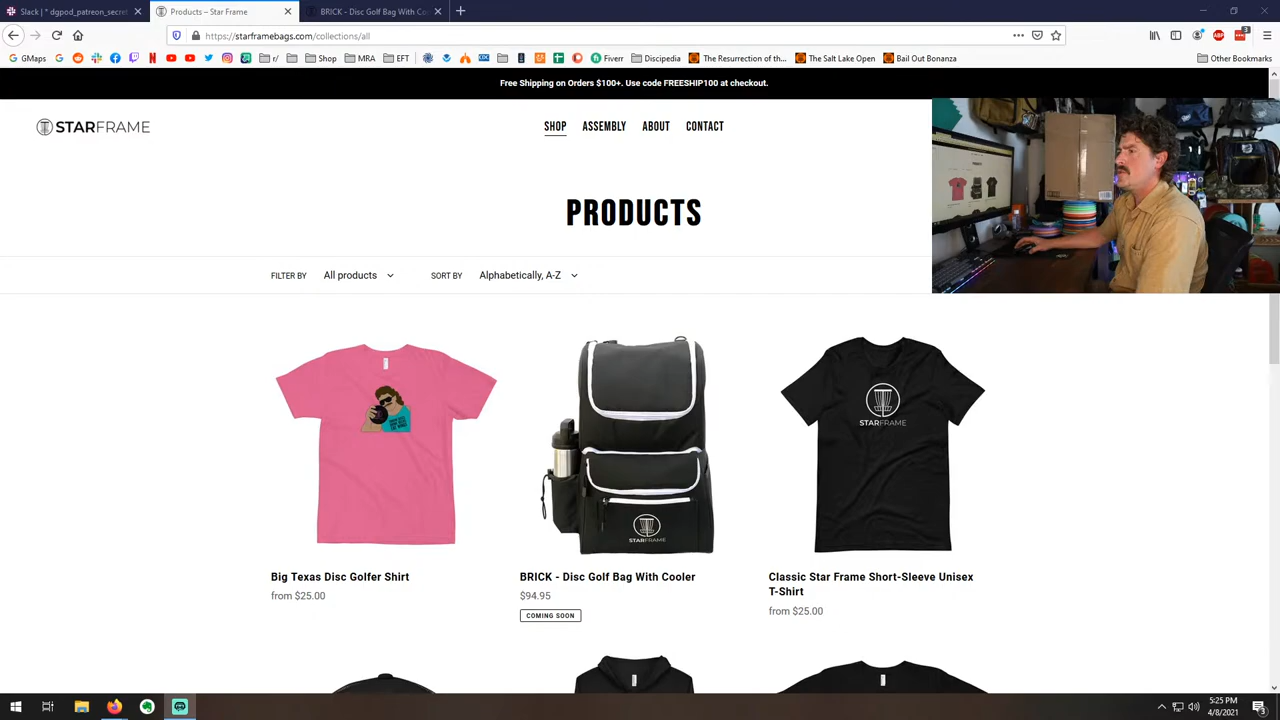 Slack | * dgpod_patreon_secret
Products – Star Frame
BRICK - Disc Golf Bag With Coo
https://starframebags.com/collections/all
GMaps
r/
Shop
MRA
EFT
Fiverr
Discipedia
The Resurrection of th...
The Salt Lake Open
Bail Out Bonanza
Other Bookmarks
Free Shipping on Orders $100+. Use code FREESHIP100 at checkout.
STARFRAME
SHOP
ASSEMBLY
ABOUT
CONTACT
PRODUCTS
FILTER BY
All products
SORT BY
Alphabetically, A-Z
STARFRAME
STARFRAME
Big Texas Disc Golfer Shirt
from $25.00
BRICK - Disc Golf Bag With Cooler
$94.95
COMING SOON
Classic Star Frame Short-Sleeve Unisex
T-Shirt
from $25.00
5:25 PM
4/8/2021